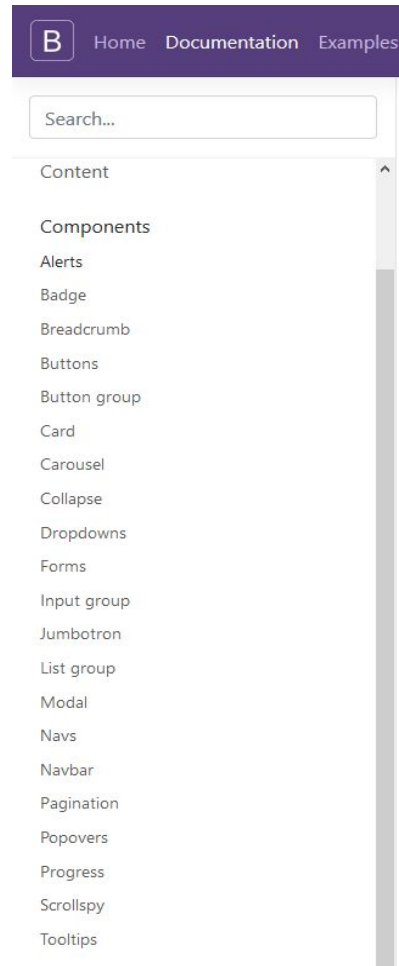 B Home Documentation Examples
Search...
Content
Components
Alerts
Badge
Breadcrumb
Buttons
Button group
Card
Carousel
Collapse
Dropdowns
Forms
Input group
Jumbotron
List group
Modal
Navs
Navbar
Pagination
Popovers
Progress
Scrollspy
Tooltips